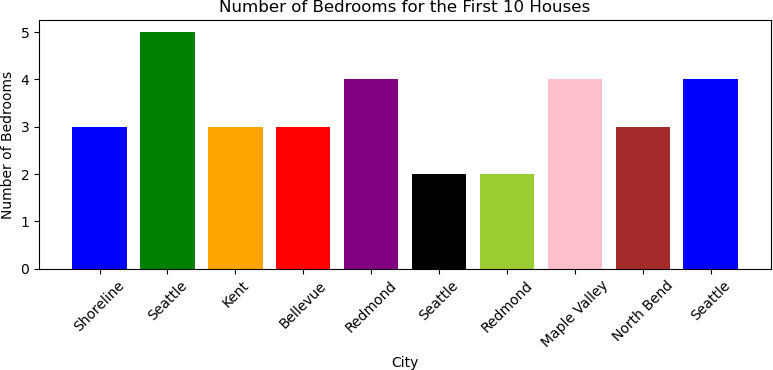 Number of Bedrooms for the First 10 Houses
Number of Bedrooms
5
4
3
2
1
0
Shoreline
Seattle
Kent
Bellevue
Redmond
Seattle
Redmond
Maple Valley
North Bend
Seattle
City